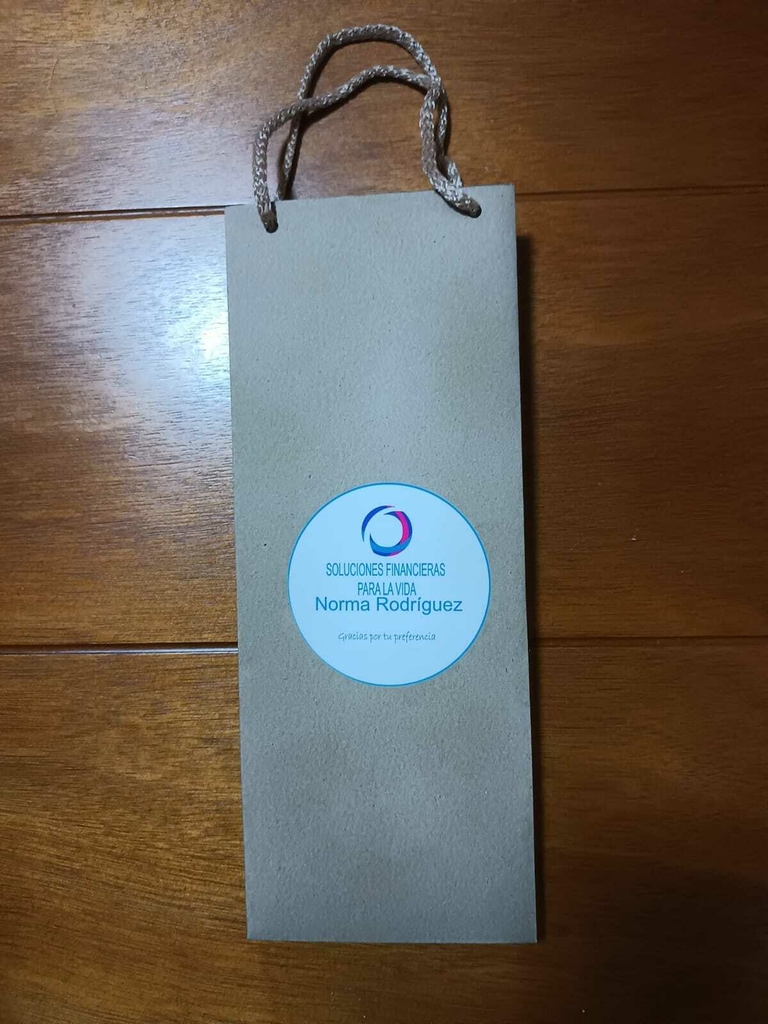 SOLUCIONES FINANCIERAS
PARA LA VIDA
Norma Rodríguez
Gracias por tu preferencia